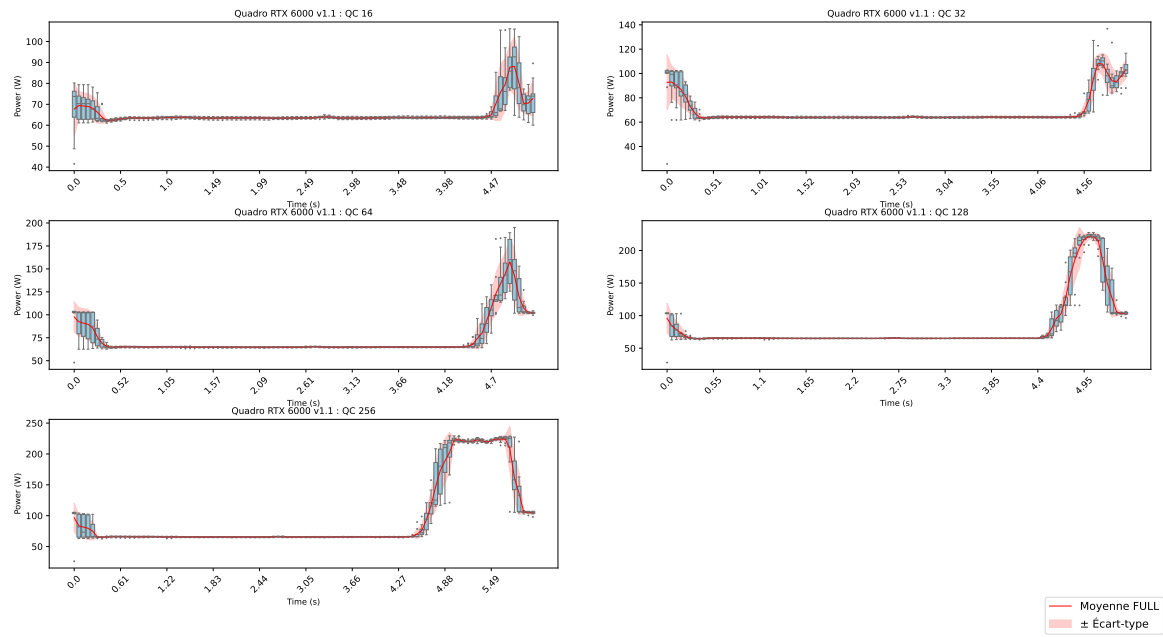 Quadro RTX 6000 v1.1 : QC 16
Power (W)
100
90
80
70
60
50
40
0.0 0.5 1.0 1.49 1.99 2.49 2.98 3.48 3.98 4.47
Time (s)
Quadro RTX 6000 v1.1 : QC 32
Power (W)
140
120
100
80
60
40
0.0 0.51 1.01 1.52 2.03 2.53 3.04 3.55 4.06 4.56
Time (s)
Quadro RTX 6000 v1.1 : QC 64
Power (W)
200
175
150
125
100
75
50
0.0 0.52 1.05 1.57 2.09 2.61 3.13 3.66 4.18 4.7
Time (s)
Quadro RTX 6000 v1.1 : QC 128
Power (W)
200
150
100
50
0.0 0.55 1.1 1.65 2.2 2.75 3.3 3.85 4.4 4.95
Time (s)
Quadro RTX 6000 v1.1 : QC 256
Power (W)
250
200
150
100
50
0.0 0.61 1.22 1.83 2.44 3.05 3.66 4.27 4.88 5.49
Time (s)
Moyenne FULL
± Écart-type